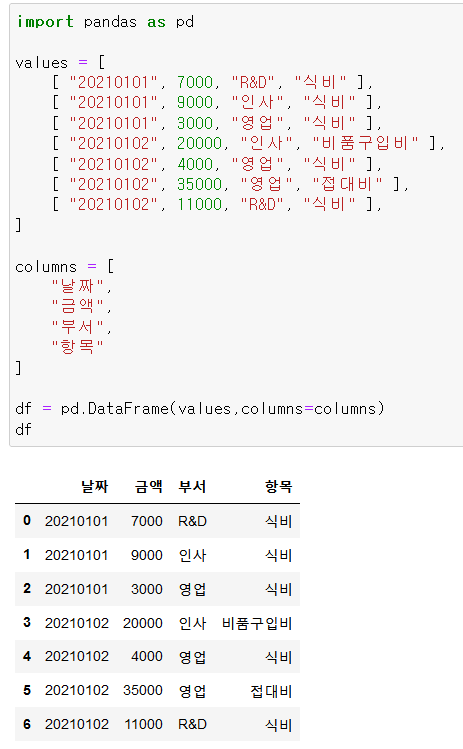 import pandas as pd
values = [
[ "20210101", 7000, "R&D", "식비" ],
[ "20210101", 9000, "인사", "식비" ],
[ "20210101", 3000, "영업", "식비" ],
[ "20210102", 20000, "인사", "비품구입비" ],
[ "20210102", 4000, "영업", "식비" ],
[ "20210102", 35000, "영업", "접대비" ],
[ "20210102", 11000, "R&D", "식비" ],
]
columns = [
"날짜",
"금액",
"부서",
"항목"
]
df = pd.DataFrame(values,columns=columns)
df
날짜 금액 부서 항목
0 20210101 7000 R&D 식비
1 20210101 9000 인사 식비
2 20210101 3000 영업 식비
3 20210102 20000 인사 비품구입비
4 20210102 4000 영업 식비
5 20210102 35000 영업 접대비
6 20210102 11000 R&D 식비